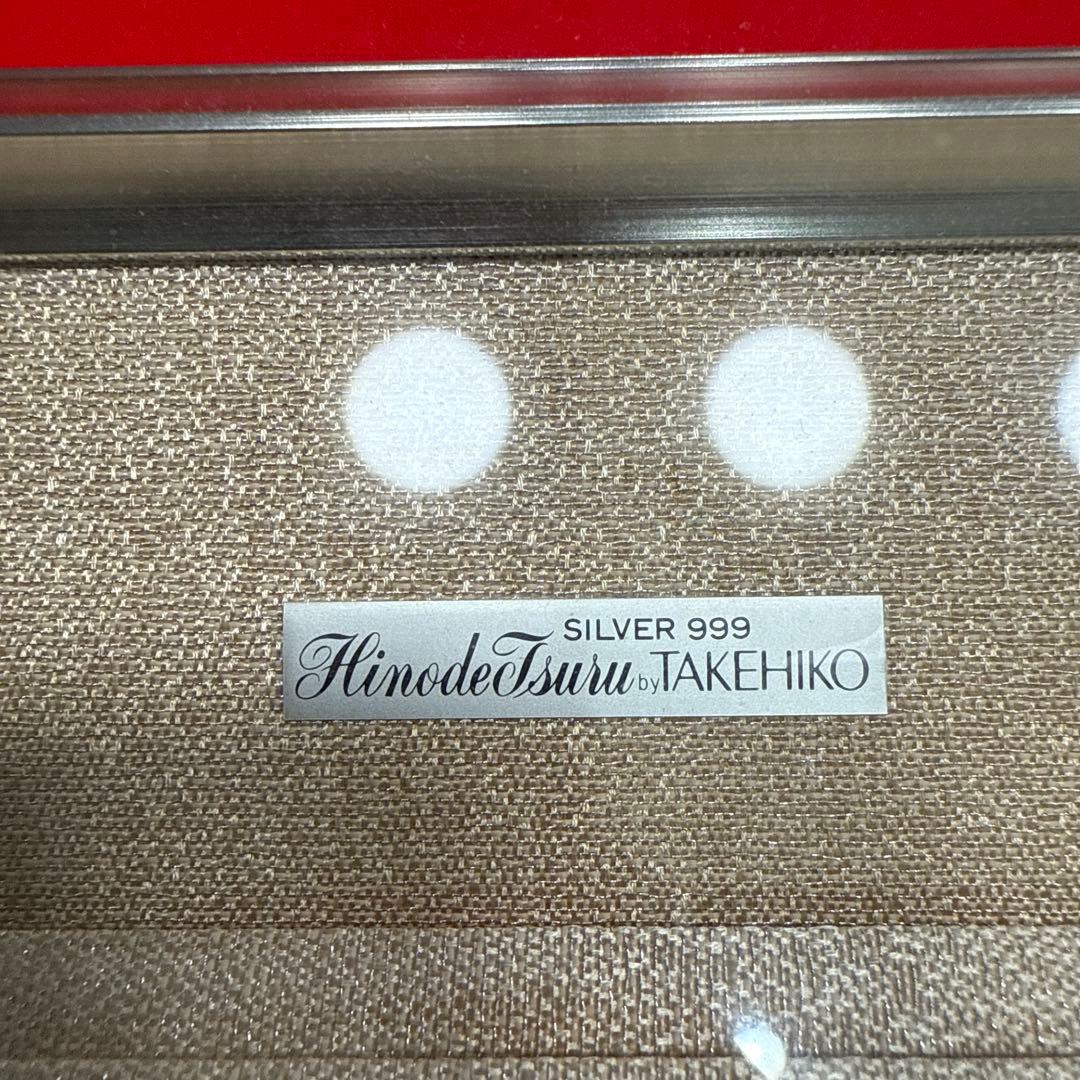 SILVER 999
HinodeTsuru by TAKEHIKO